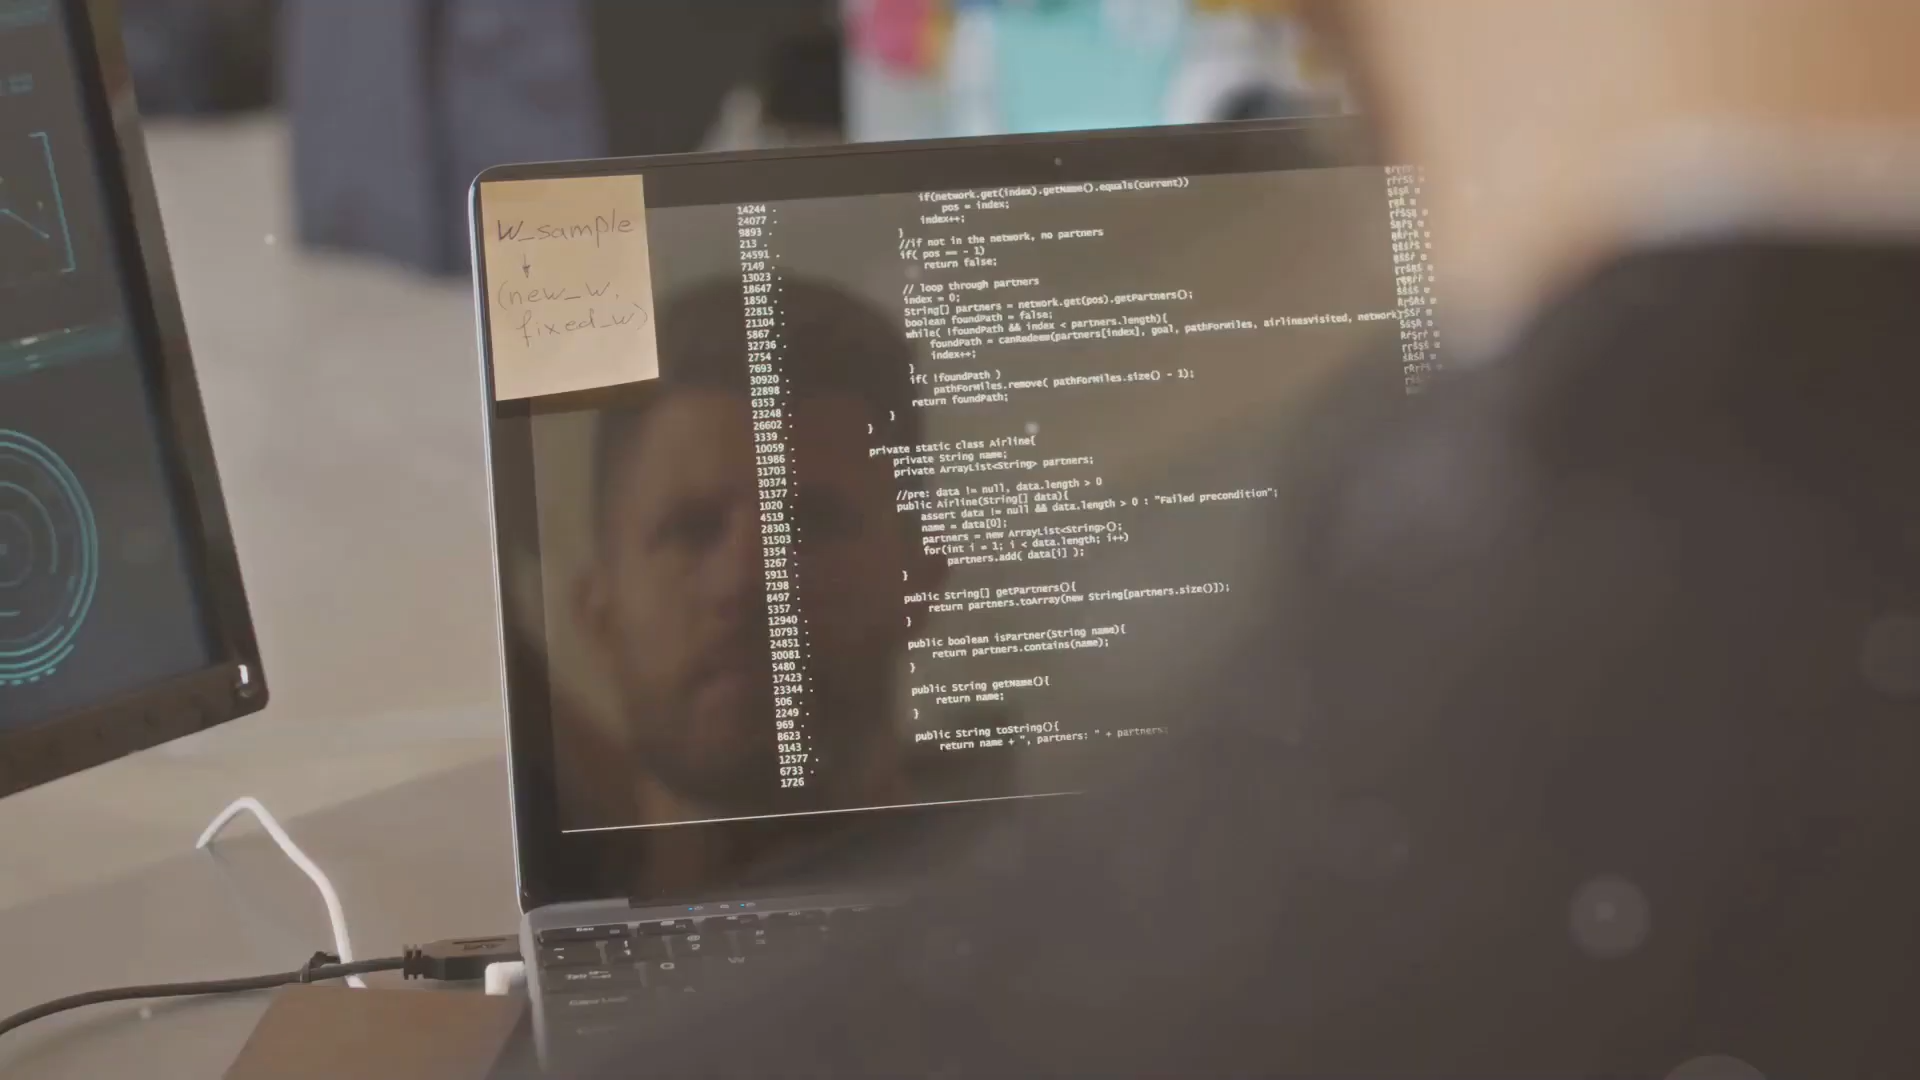 W_sample
(new_w,
fixed_w)
14244 .
24077 .
9893 .
213 .
24591 .
7149 .
13023 .
18647 .
1850 .
22815 .
21104 .
5867 .
32736 .
2754 .
7693 .
30920 .
22898 .
6353 .
23248 .
26602 .
3339 .
10059 .
11986 .
31703 .
30374 .
31377 .
1020 .
4519 .
28303 .
31503 .
3354 .
3267 .
5911 .
7198 .
8497 .
5357 .
12940 .
10793 .
24851 .
30081 .
5480 .
17423 .
23344 .
506 .
2249 .
969 .
8623 .
9143 .
12577 .
6733 .
1726
if(network.get(index).getName().equals(current))
pos = index;
index++;
}
//if not in the network, no partners
if( pos == - 1)
return false;
// loop through partners
index = 0;
String[] partners = network.get(pos).getPartners();
boolean foundPath = false;
while( !foundPath && index < partners.length){
foundPath = canRedeem(partners[index], goal, pathForMiles, airlinesVisited, network);
index++;
}
if( !foundPath )
pathForMiles.remove( pathForMiles.size() - 1);
return foundPath;
}
}
private static class Airline{
private String name;
private ArrayList<String> partners;
//pre: data != null, data.length > 0
public Airline(String[] data){
assert data != null && data.length > 0 : "Failed precondition";
name = data[0];
partners = new ArrayList<String>();
for(int i = 1; i < data.length; i++)
partners.add( data[i] );
}
public String[] getPartners(){
return partners.toArray(new String[partners.size()]);
}
public boolean isPartner(String name){
return partners.contains(name);
}
public String getName(){
return name;
}
public String toString(){
return name + ", partners: " + partners;